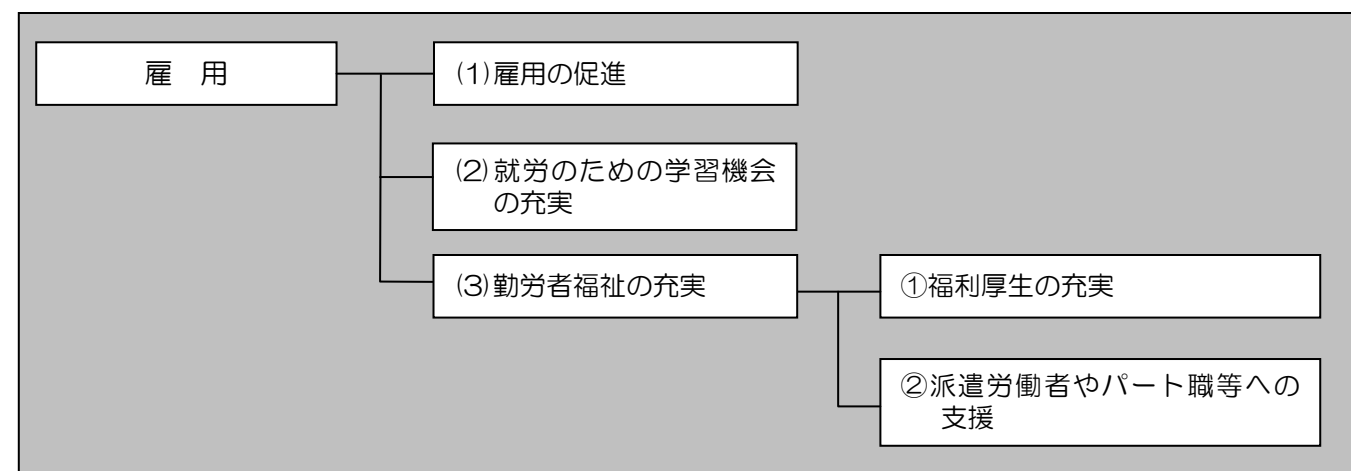 雇　用
(1)雇用の促進
(2)就労のための学習機会
の充実
(3)勤労者福祉の充実
①福利厚生の充実
②派遣労働者やパート職等への
支援